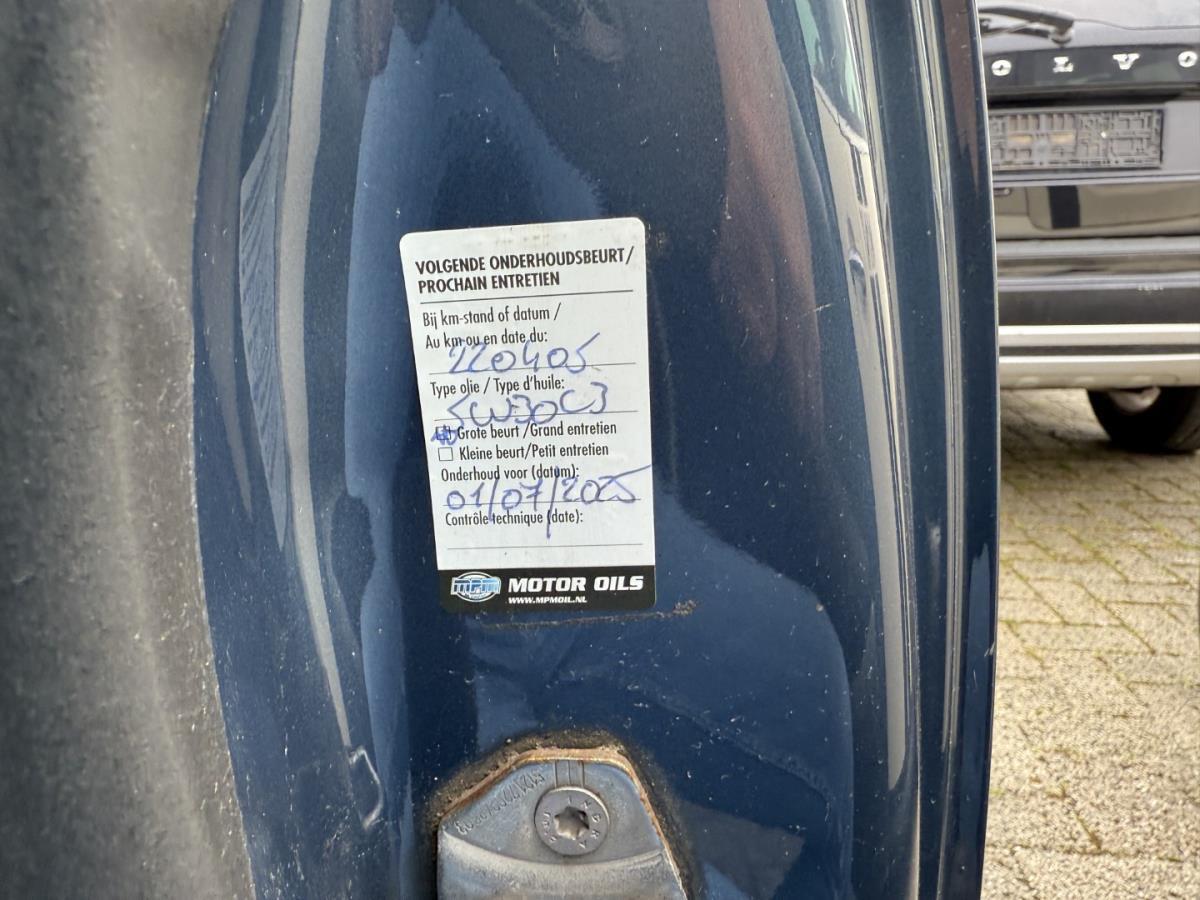 VOLVO
VOLGENDE ONDERHOUDSBEURT/
PROCHAIN ENTRETIEN
Bij km-stand of datum /
Au km ou en date du:
220405
Type olie / Type d'huile:
5W30C3
Grote beurt /Grand entretien
Kleine beurt/Petit entretien
Onderhoud voor (datum):
01/07/2025
Contrôle technique (date):
MPM MOTOR OILS
WWW.MPMOIL.NL